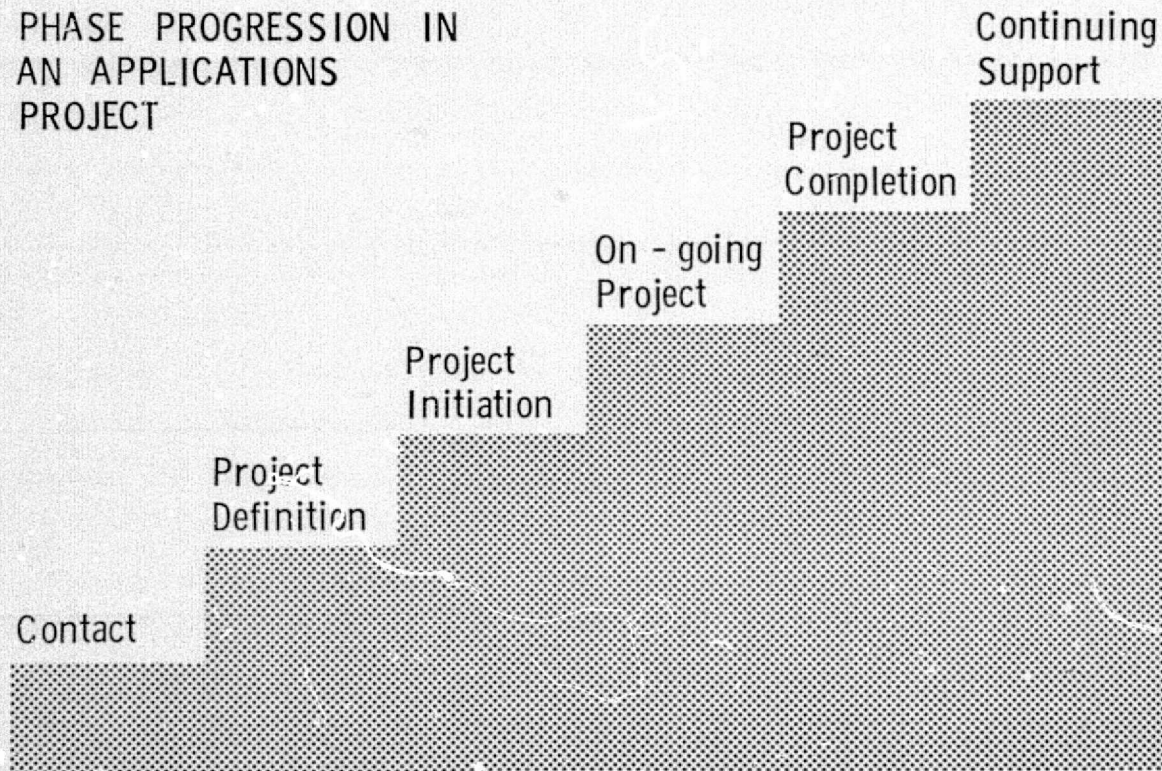 PHASE PROGRESSION IN
AN APPLICATIONS
PROJECT
Contact
Project
Definition
Project
Initiation
On - going
Project
Project
Completion
Continuing
Support